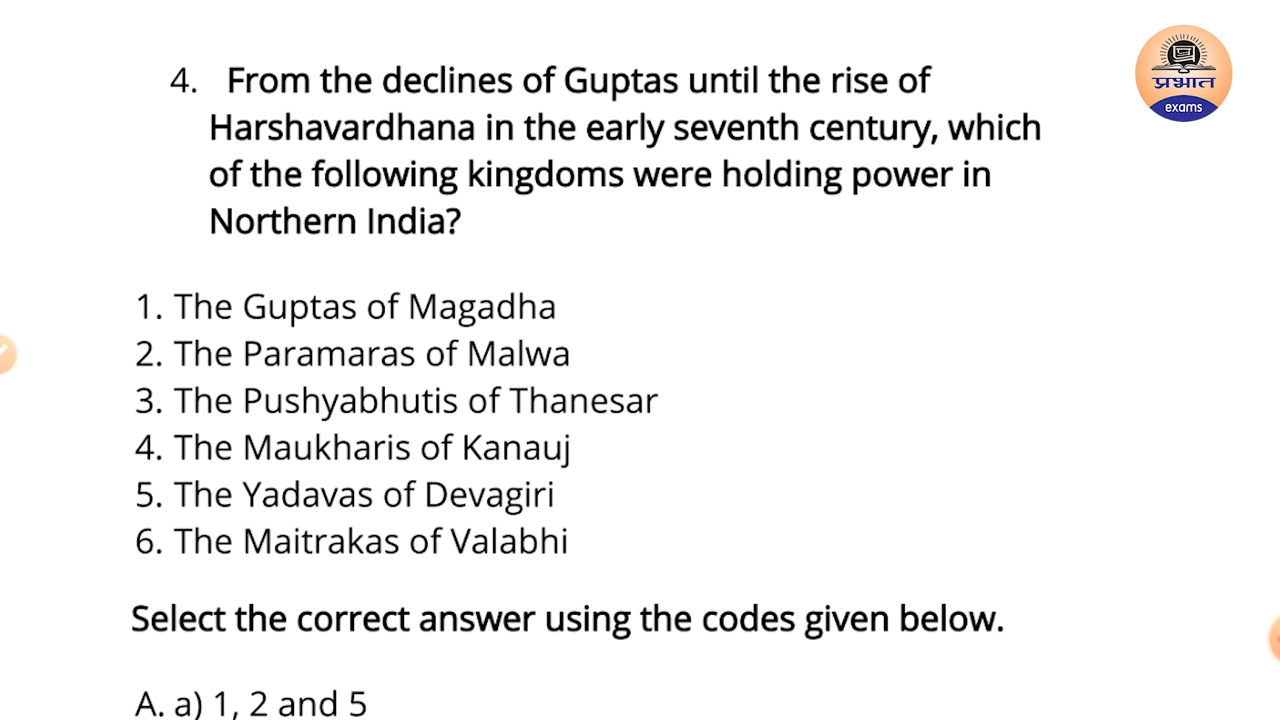 प्रभात
exams
4. From the declines of Guptas until the rise of
Harshavardhana in the early seventh century, which
of the following kingdoms were holding power in
Northern India?
1. The Guptas of Magadha
2. The Paramaras of Malwa
3. The Pushyabhutis of Thanesar
4. The Maukharis of Kanauj
5. The Yadavas of Devagiri
6. The Maitrakas of Valabhi
Select the correct answer using the codes given below.
A. a) 1, 2 and 5